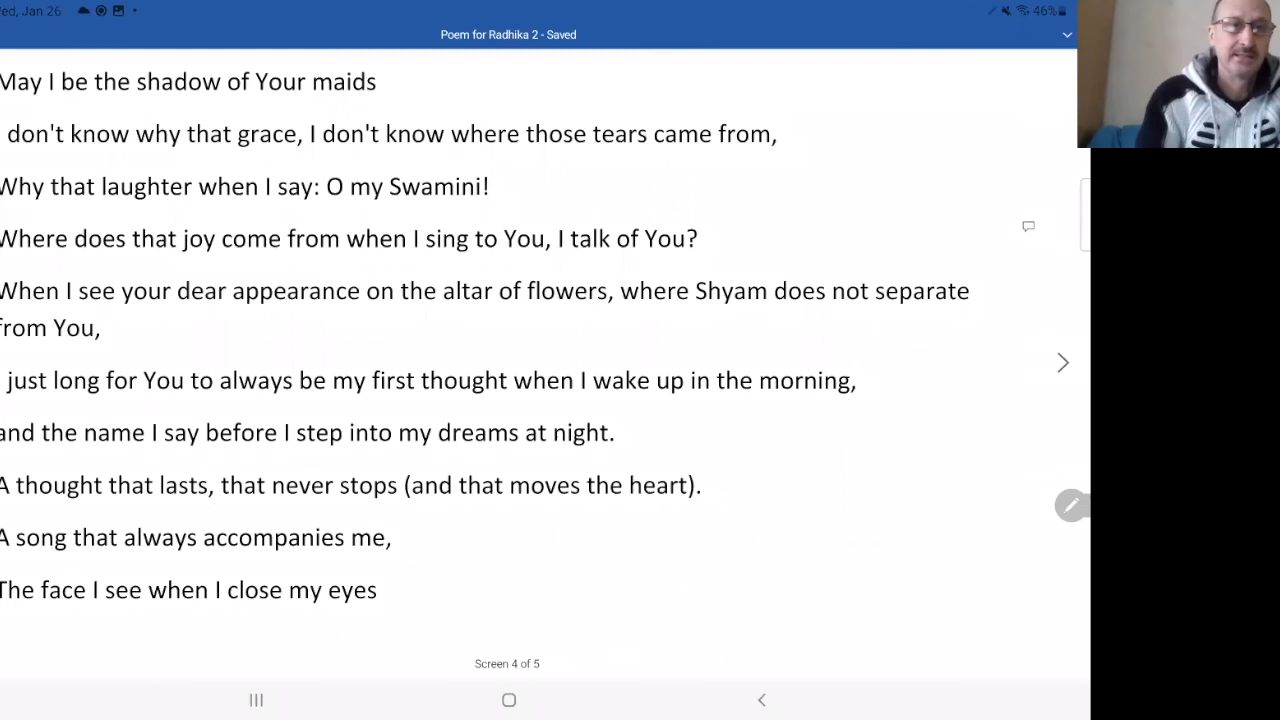 Wed, Jan 26
46%
Poem for Radhika 2 - Saved
May I be the shadow of Your maids
don't know why that grace, I don't know where those tears came from,
Why that laughter when I say: O my Swamini!
Where does that joy come from when I sing to You, I talk of You?
When I see your dear appearance on the altar of flowers, where Shyam does not separate
from You,
just long for You to always be my first thought when I wake up in the morning,
and the name I say before I step into my dreams at night.
A thought that lasts, that never stops (and that moves the heart).
A song that always accompanies me,
The face I see when I close my eyes
Screen 4 of 5